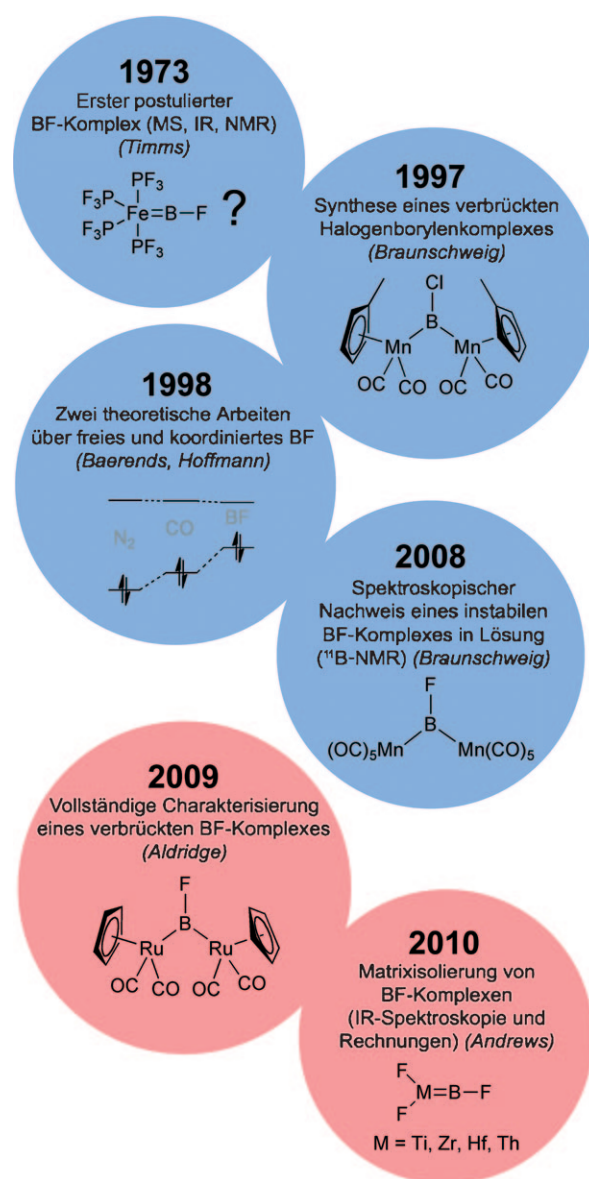 1973
Erster postulierter
BF-Komplex (MS, IR, NMR)
(Timms)
PF3
F3P
Fe=B–F ?
F3P
PF3
1997
Synthese eines verbrückten
Halogenborylenkomplexes
(Braunschweig)
Cl
B
Mn Mn
OC CO OC CO
1998
Zwei theoretische Arbeiten
über freies und koordiniertes BF
(Baerends, Hoffmann)
N2 CO BF
2008
Spektroskopischer
Nachweis eines instabilen
BF-Komplexes in Lösung
(¹¹B-NMR) (Braunschweig)
F
B
(OC)5Mn Mn(CO)5
2009
Vollständige Charakterisierung
eines verbrückten BF-Komplexes
(Aldridge)
F
B
Ru Ru
OC CO OC CO
2010
Matrixisolierung von
BF-Komplexen
(IR-Spektroskopie und
Rechnungen) (Andrews)
F
M=B–F
F
M = Ti, Zr, Hf, Th